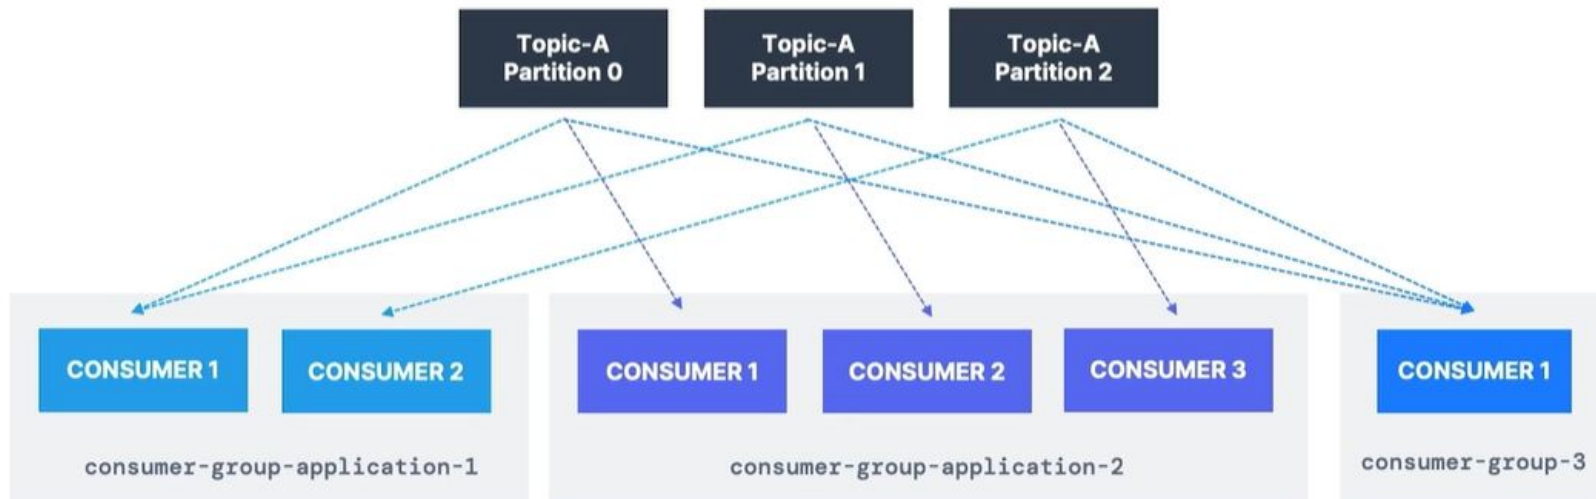 Topic-A
Partition 0
Topic-A
Partition 1
Topic-A
Partition 2
CONSUMER 1
CONSUMER 2
CONSUMER 1
CONSUMER 2
CONSUMER 3
CONSUMER 1
consumer-group-application-1
consumer-group-application-2
consumer-group-3